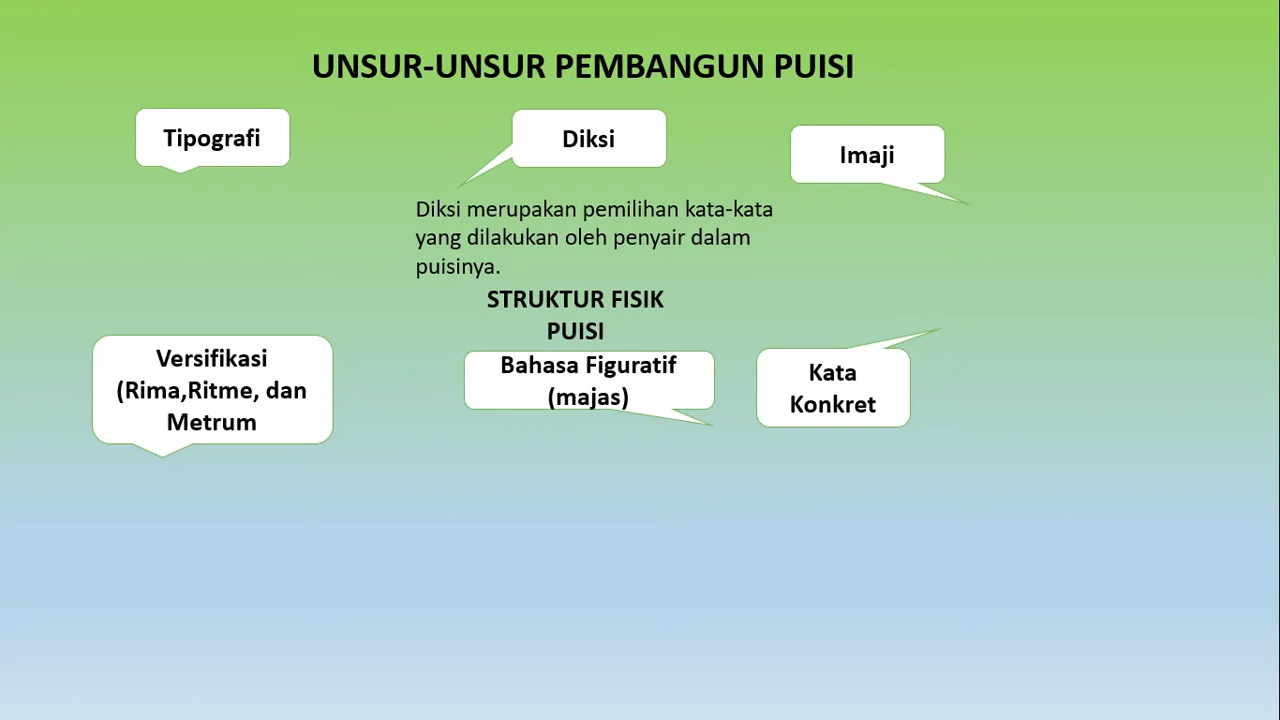 UNSUR-UNSUR PEMBANGUN PUISI
Tipografi
Diksi
Imaji
Diksi merupakan pemilihan kata-kata
yang dilakukan oleh penyair dalam
puisinya.
STRUKTUR FISIK
PUISI
Versifikasi
(Rima,Ritme, dan
Metrum
Bahasa Figuratif
(majas)
Kata
Konkret